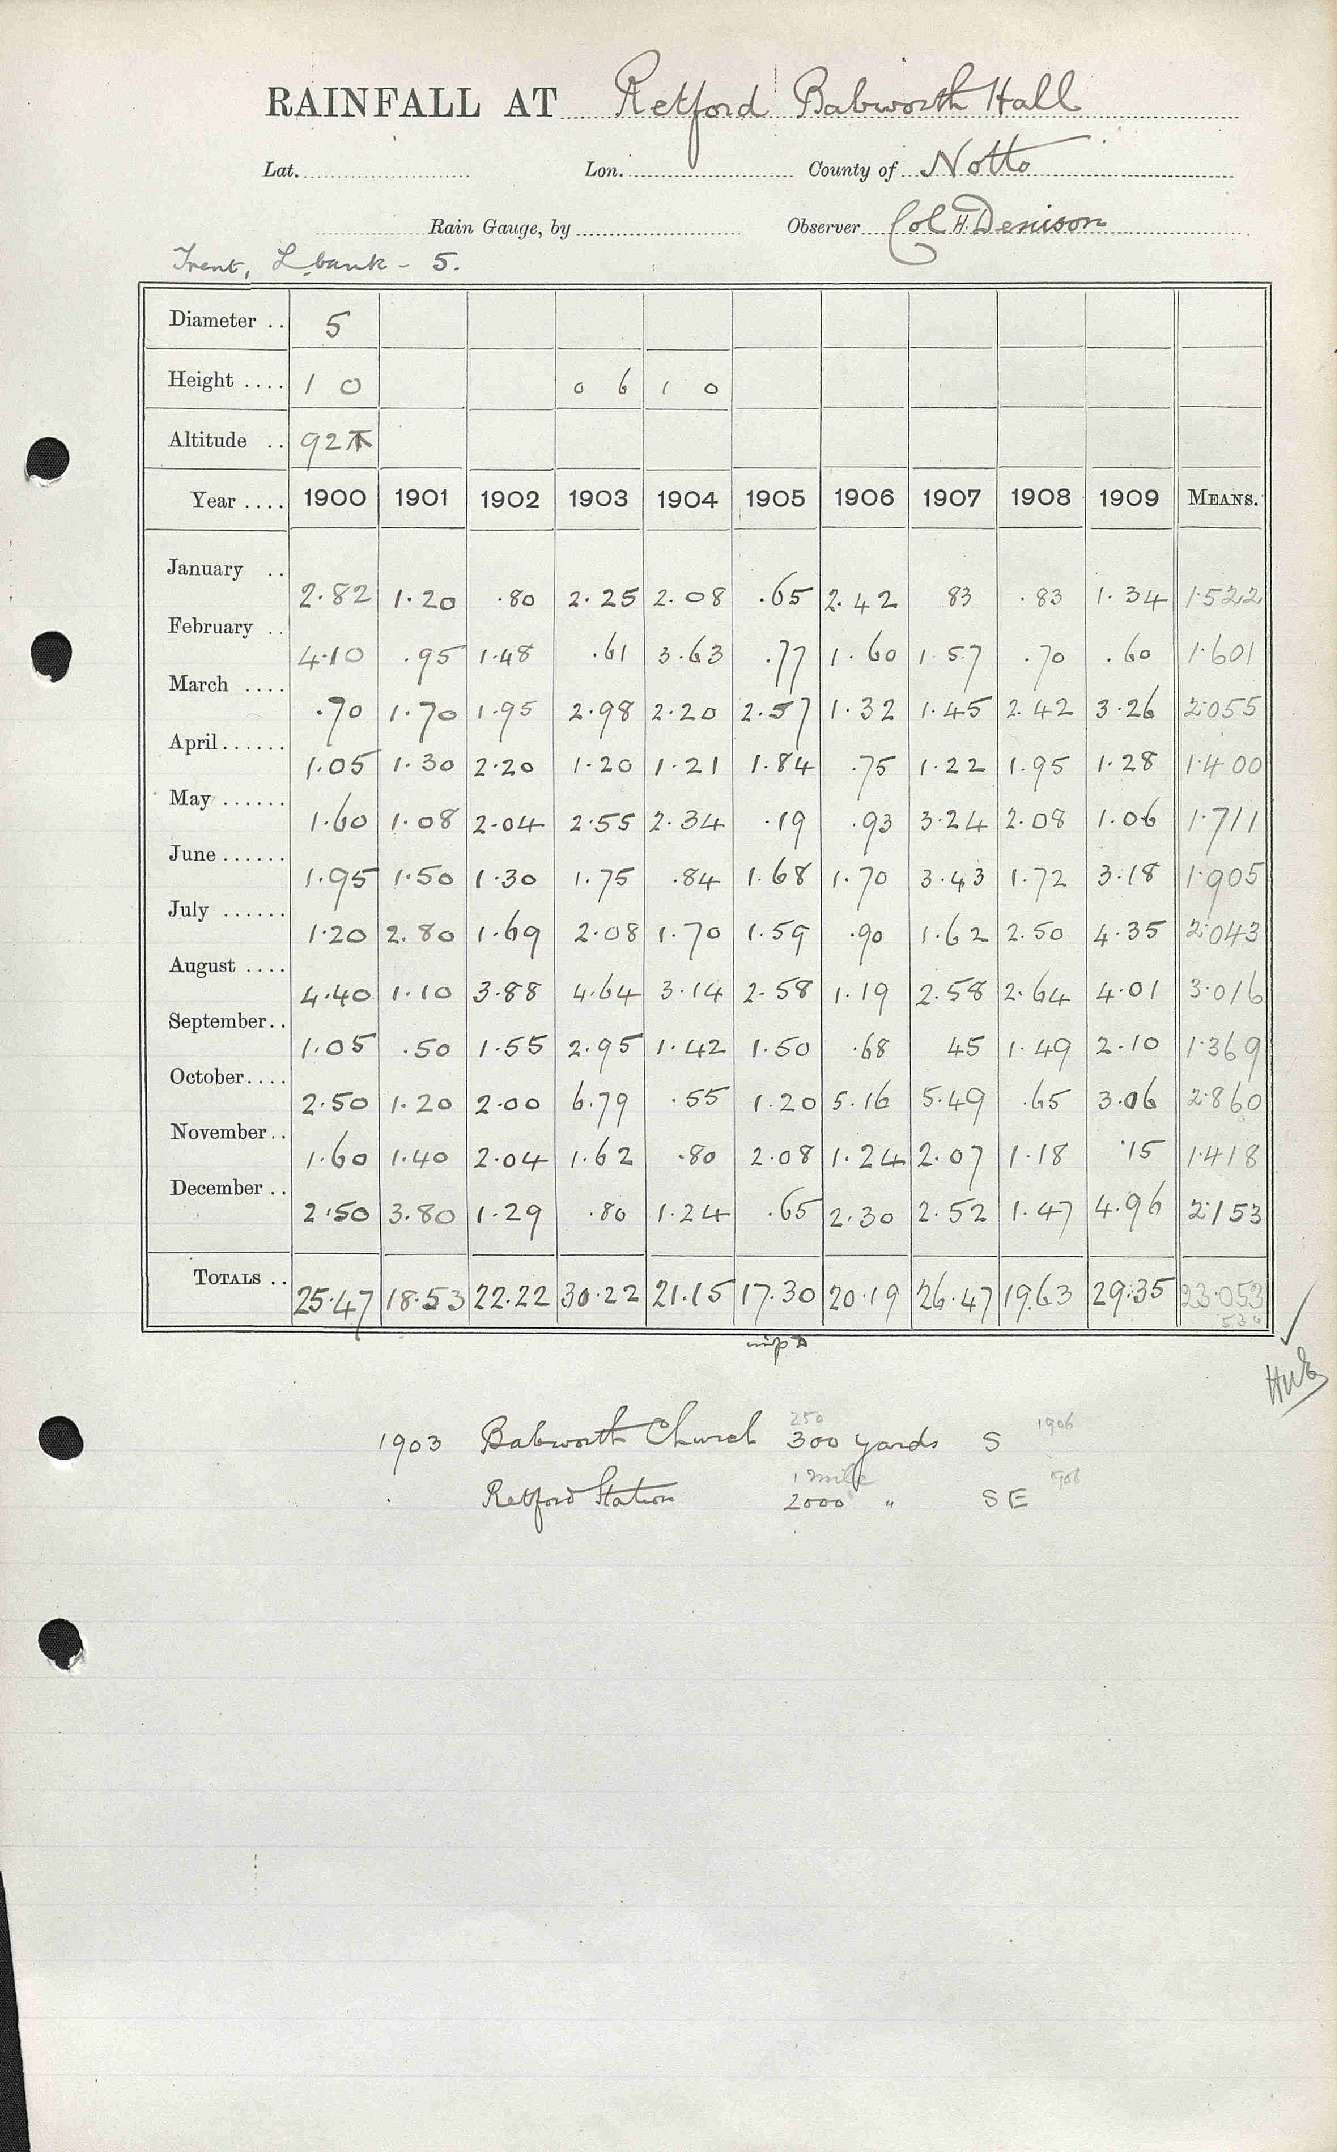 RAINFALL AT Retford Babworth Hall
Lat. Lon. County of Notts
Rain Gauge, by Observer Col H. Denison
Trent, L bank - 5.
Diameter .. 5
Height .... 1 0 0 6 1 0
Altitude .. 92
Year .... 1900 1901 1902 1903 1904 1905 1906 1907 1908 1909 MEANS.
January .. 2.82 1.20 .80 2.25 2.08 .65 2.42 83 .83 1.34 1.522
February .. 4.10 .95 1.48 .61 3.63 .77 1.60 1.57 .70 .60 1.601
March .... .70 1.70 1.95 2.98 2.20 2.57 1.32 1.45 2.42 3.26 2.055
April...... 1.05 1.30 2.20 1.20 1.21 1.84 .75 1.22 1.95 1.28 1.400
May ...... 1.60 1.08 2.04 2.55 2.34 .19 .93 3.24 2.08 1.06 1.711
June...... 1.95 1.50 1.30 1.75 .84 1.68 1.70 3.43 1.72 3.18 1.905
July ...... 1.20 2.80 1.69 2.08 1.70 1.59 .90 1.62 2.50 4.35 2.043
August .... 4.40 1.10 3.88 4.64 3.14 2.58 1.19 2.58 2.64 4.01 3.016
September.. 1.05 .50 1.55 2.95 1.42 1.50 .68 45 1.49 2.10 1.369
October.... 2.50 1.20 2.00 6.79 .55 1.20 5.16 5.49 .65 3.06 2.860
November.. 1.60 1.40 2.04 1.62 .80 2.08 1.24 2.07 1.18 .15 1.418
December .. 2.50 3.80 1.29 .80 1.24 .65 2.30 2.52 1.47 4.96 2.153
TOTALS .. 25.47 18.53 22.22 30.22 21.15 17.30 20.19 26.47 19.63 29.35 23.053
250 1906
1903 Babworth Church 300 yards S
1 mile 1906
Retford Station 2000 " SE